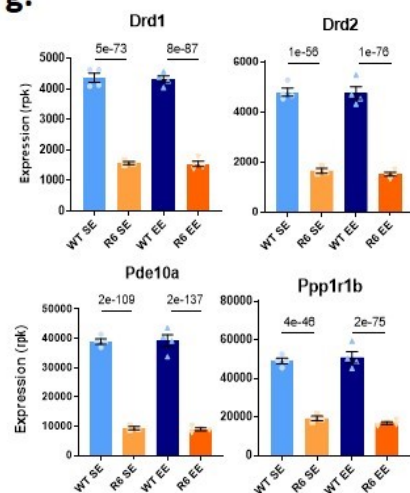 g.
Drd1
5e-73 8e-87
Expression (rpk)
5000
4000
3000
2000
1000
0
WT SE R6 SE WT EE R6 EE
Drd2
1e-56 1e-76
6000
4000
2000
0
WT SE R6 SE WT EE R6 EE
Pde10a
2e-109 2e-137
Expression (rpk)
50000
40000
30000
20000
10000
0
WT SE R6 SE WT EE R6 EE
Ppp1r1b
4e-46 2e-75
80000
60000
40000
20000
0
WT SE R6 SE WT EE R6 EE